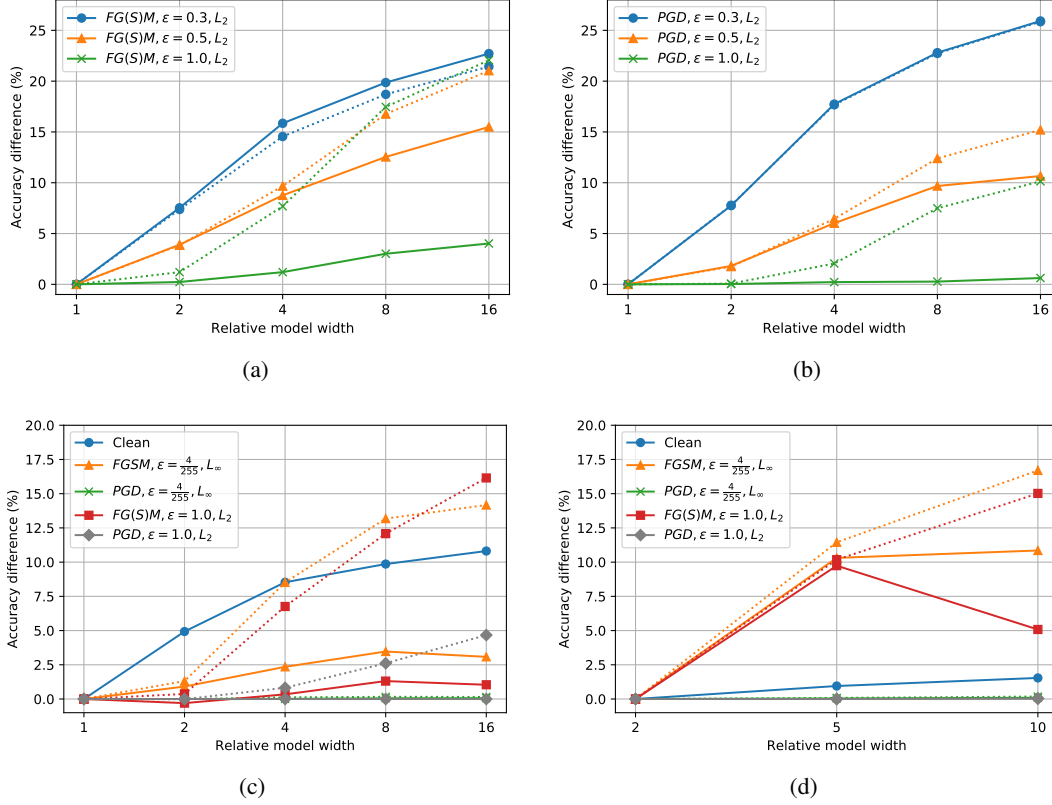 25
20
15
10
5
0
Accuracy difference (%)
FG(S)M, ε = 0.3, L₂
FG(S)M, ε = 0.5, L₂
FG(S)M, ε = 1.0, L₂
1 2 4 8 16
Relative model width
(a)
25
20
15
10
5
0
Accuracy difference (%)
PGD, ε = 0.3, L₂
PGD, ε = 0.5, L₂
PGD, ε = 1.0, L₂
1 2 4 8 16
Relative model width
(b)
20.0
17.5
15.0
12.5
10.0
7.5
5.0
2.5
0.0
Accuracy difference (%)
Clean
FGSM, ε = 4/255, L∞
PGD, ε = 4/255, L∞
FG(S)M, ε = 1.0, L₂
PGD, ε = 1.0, L₂
1 2 4 8 16
Relative model width
(c)
20.0
17.5
15.0
12.5
10.0
7.5
5.0
2.5
0.0
Accuracy difference (%)
Clean
FGSM, ε = 4/255, L∞
PGD, ε = 4/255, L∞
FG(S)M, ε = 1.0, L₂
PGD, ε = 1.0, L₂
2 5 10
Relative model width
(d)